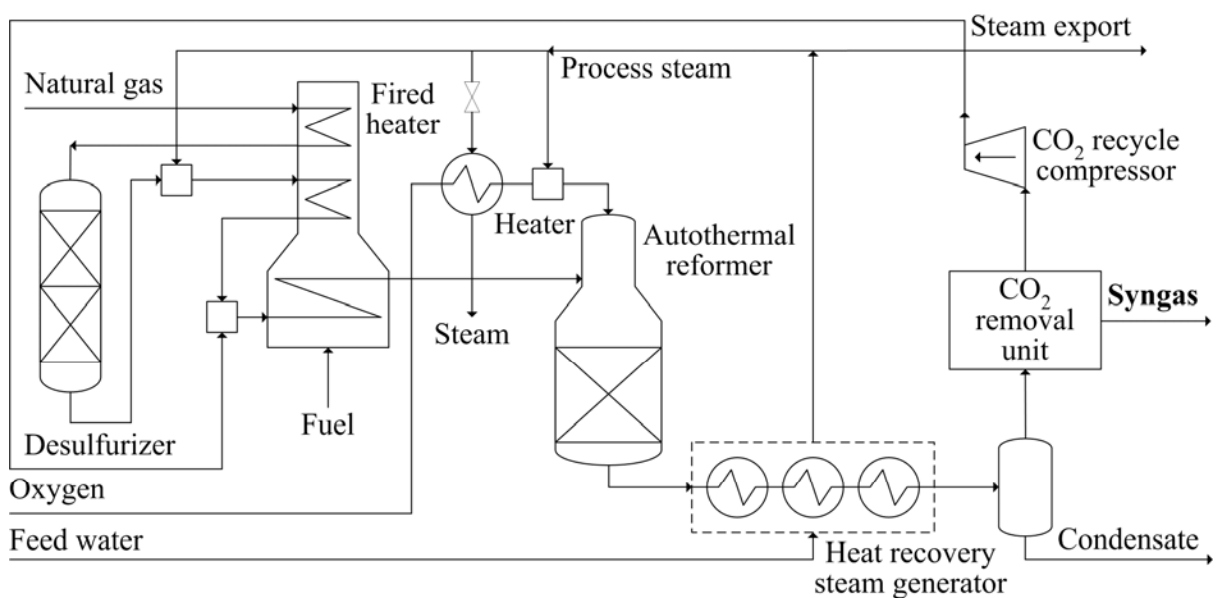 Steam export
Process steam
Natural gas
Fired
heater
CO₂ recycle
compressor
Heater
Autothermal
reformer
CO₂
removal
unit
Syngas
Steam
Fuel
Desulfurizer
Oxygen
Feed water
Heat recovery
steam generator
Condensate